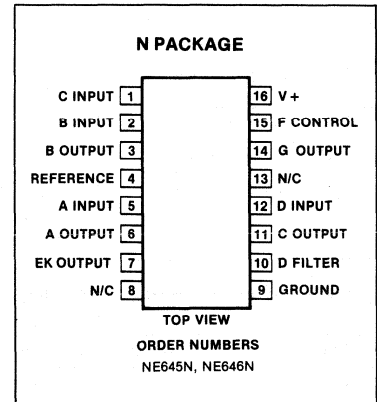 N PACKAGE
C INPUT 1 16 V+
B INPUT 2 15 F CONTROL
B OUTPUT 3 14 G OUTPUT
REFERENCE 4 13 N/C
A INPUT 5 12 D INPUT
A OUTPUT 6 11 C OUTPUT
EK OUTPUT 7 10 D FILTER
N/C 8 9 GROUND
TOP VIEW
ORDER NUMBERS
NE645N, NE646N